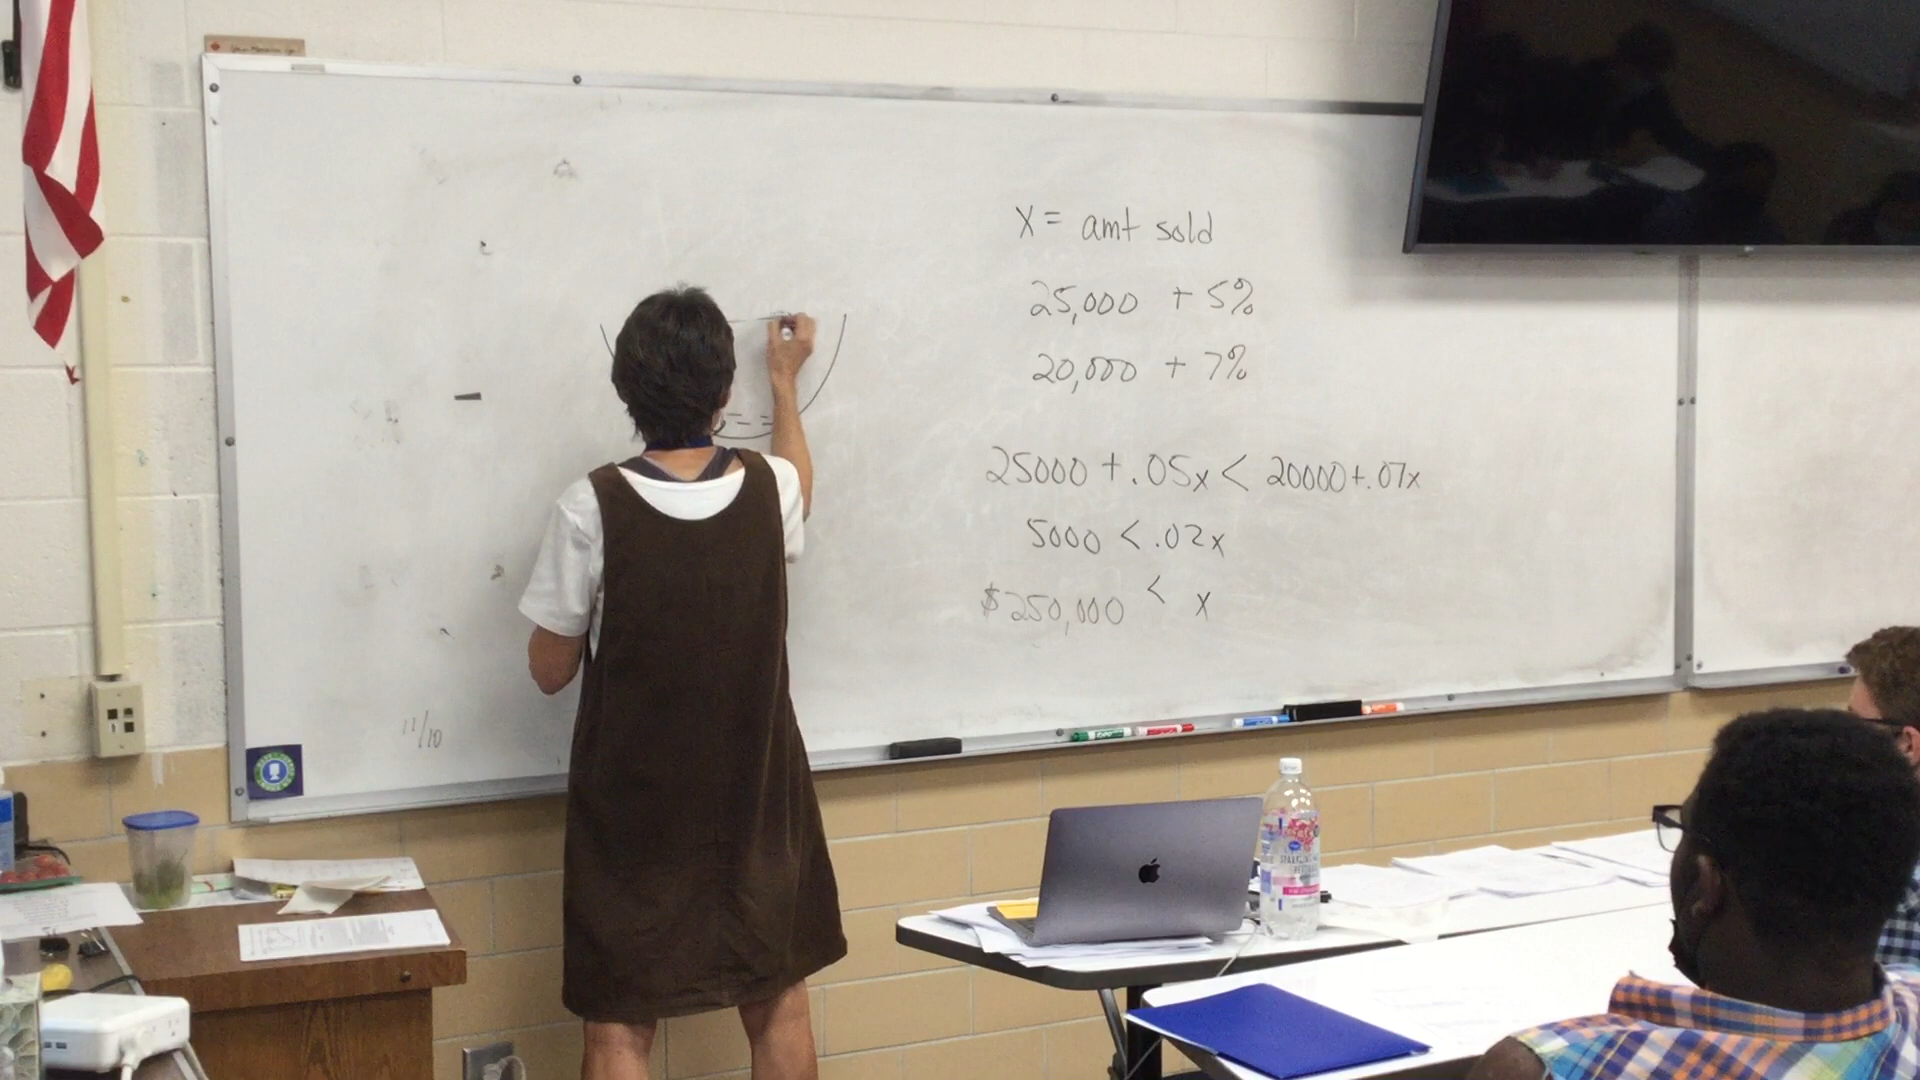 x = amt sold
25,000 + 5%
20,000 + 7%
25000 + .05x < 20000 + .07x
5000 < .02x
$250,000 < x
11/10